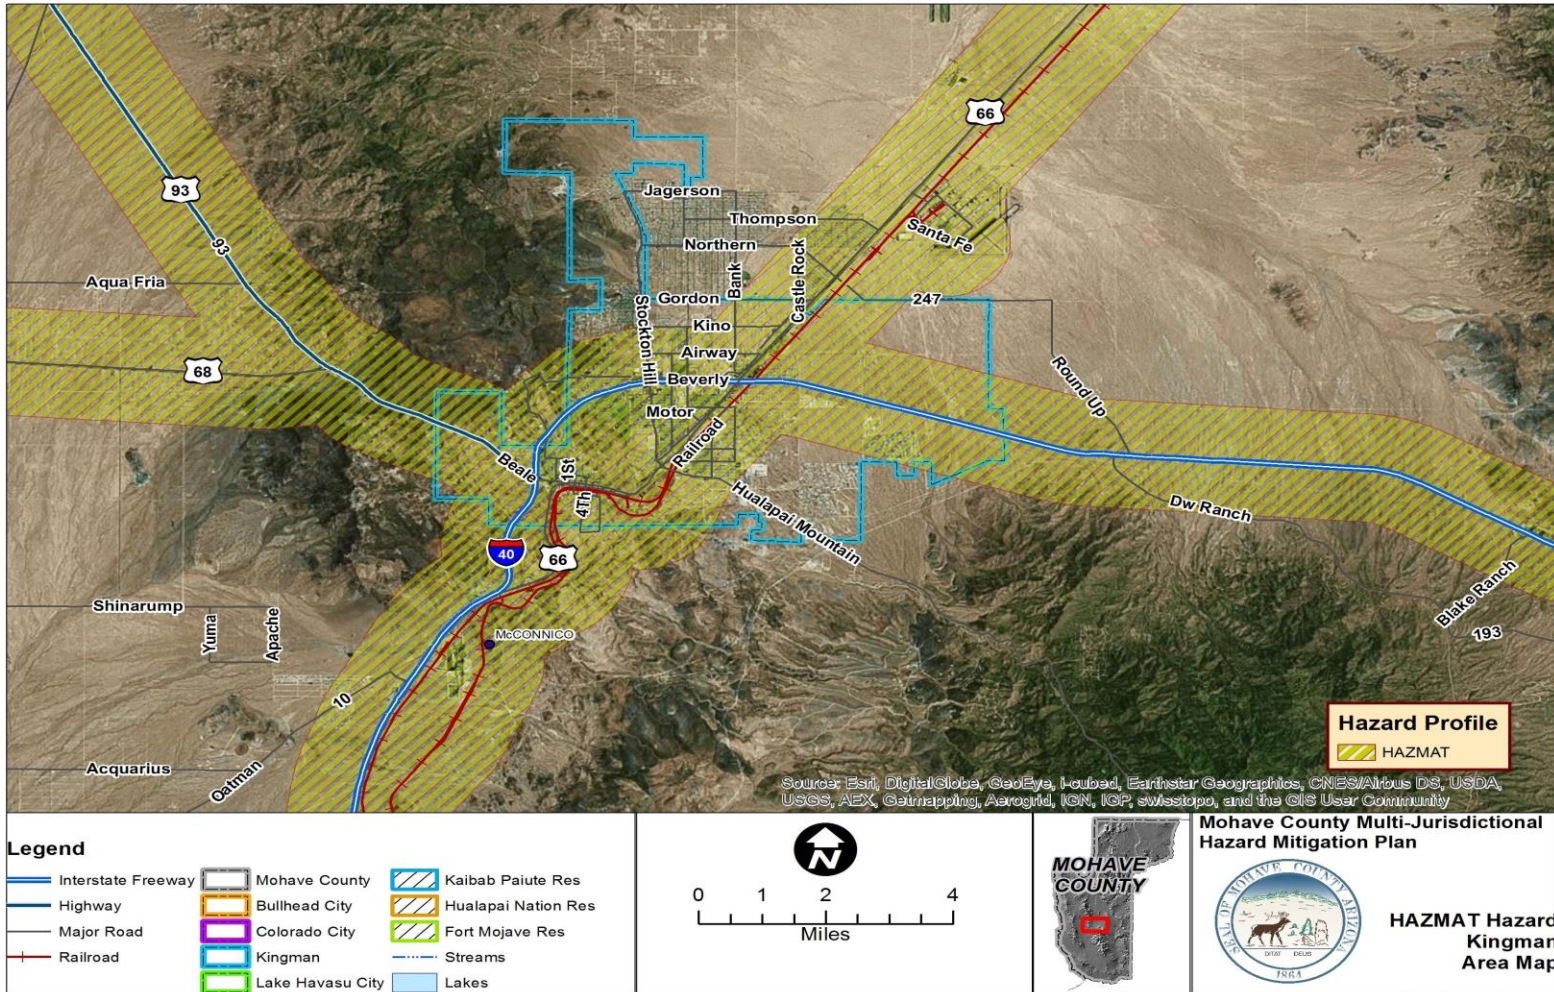 66
93
93
Jagerson
Thompson
Santa Fe
Northern
Bank
Castle Rock
Aqua Fria
Stockton Hill
Gordon
247
Kino
Airway
68
Beverly
Round Up
Motor
Railroad
Beale
1St
4Th
Hualapai Mountain
Dw Ranch
40
66
Blake Ranch
193
Shinarump
Yuma
Apache
McCONNICO
10
Oatman
Acquarius
Hazard Profile
HAZMAT
Source: Esri, DigitalGlobe, GeoEye, i-cubed, Earthstar Geographics, CNES/Airbus DS, USDA,
USGS, AEX, Getmapping, Aerogrid, IGN, IGP, swisstopo, and the GIS User Community
Legend
Interstate Freeway
Highway
Major Road
Railroad
Mohave County
Bullhead City
Colorado City
Kingman
Lake Havasu City
Kaibab Paiute Res
Hualapai Nation Res
Fort Mojave Res
Streams
Lakes
N
0 1 2 4
Miles
MOHAVE
COUNTY
Mohave County Multi-Jurisdictional
Hazard Mitigation Plan
SEAL OF MOHAVE COUNTY ARIZONA
DITAT DEUS
1864
HAZMAT Hazard
Kingman
Area Map